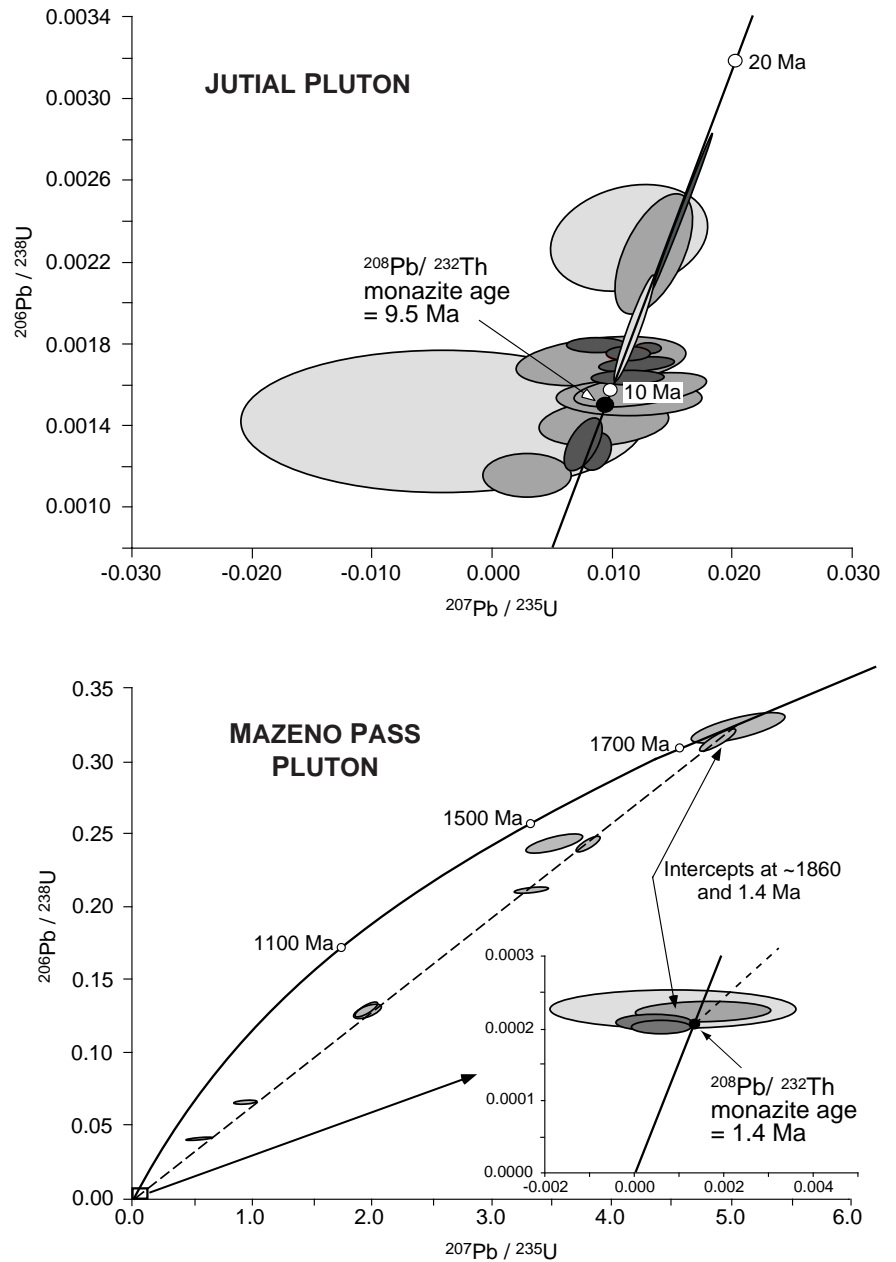 JUTIAL PLUTON
0.0034
0.0030
0.0026
0.0022
0.0018
0.0014
0.0010
206Pb / 238U
20 Ma
208Pb/ 232Th
monazite age
= 9.5 Ma
10 Ma
-0.030
-0.020
-0.010
0.000
0.010
0.020
0.030
207Pb / 235U
MAZENO PASS
PLUTON
0.35
0.30
0.25
0.20
0.15
0.10
0.05
0.00
206Pb / 238U
1700 Ma
1500 Ma
1100 Ma
Intercepts at ~1860
and 1.4 Ma
0.0003
0.0002
0.0001
0.0000
-0.002
0.000
0.002
0.004
208Pb/ 232Th
monazite age
= 1.4 Ma
0.0
1.0
2.0
3.0
4.0
5.0
6.0
207Pb / 235U